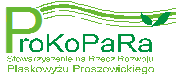 ProKoPaRa
Stowarzyszenie na Rzecz Rozwoju
Płaskowyżu Proszowickiego